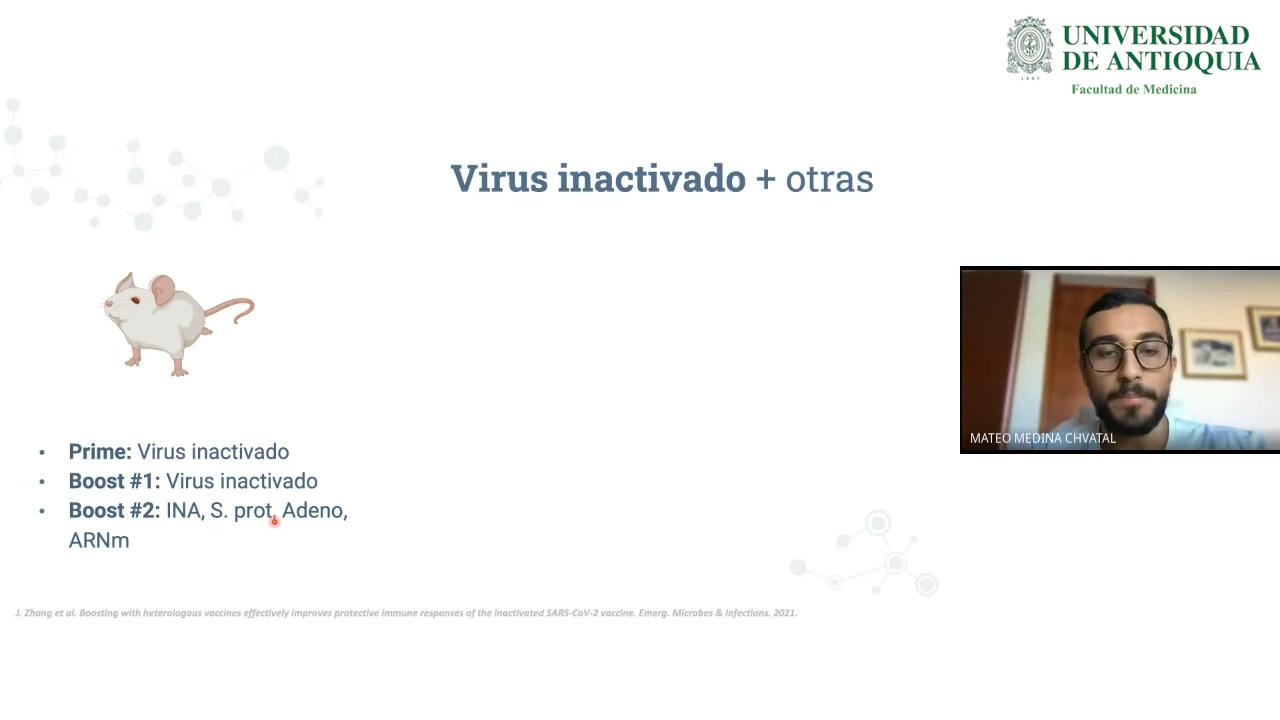 UNIVERSIDAD
DE ANTIOQUIA
1803
Facultad de Medicina
Virus inactivado + otras
MATEO MEDINA CHVATAL
• Prime: Virus inactivado
• Boost #1: Virus inactivado
• Boost #2: INA, S. prot, Adeno,
ARNm
J. Zhang et al. Boosting with heterologous vaccines effectively improves protective immune responses of the inactivated SARS-CoV-2 vaccine. Emerg. Microbes & Infections. 2021.